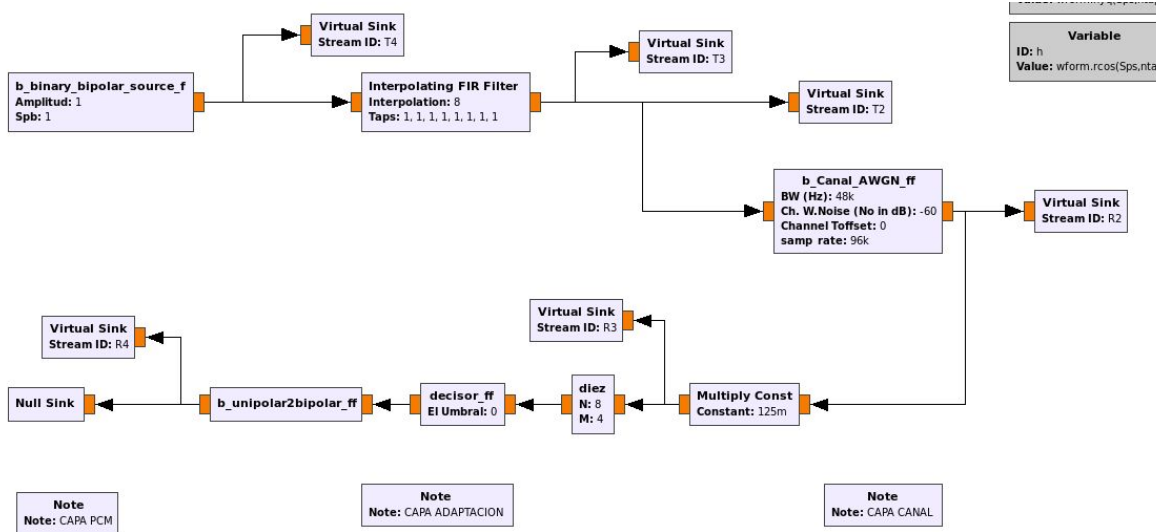 Virtual Sink
Stream ID: T4
b_binary_bipolar_source_f
Amplitud: 1
Spb: 1
Interpolating FIR Filter
Interpolation: 8
Taps: 1, 1, 1, 1, 1, 1, 1, 1
Virtual Sink
Stream ID: T3
Virtual Sink
Stream ID: T2
Variable
ID: h
Value: wform.rcos(Sps,nta
b_Canal_AWGN_ff
BW (Hz): 48k
Ch. W.Noise (No in dB): -60
Channel Toffset: 0
samp_rate: 96k
Virtual Sink
Stream ID: R2
Virtual Sink
Stream ID: R3
Virtual Sink
Stream ID: R4
Null Sink
b_unipolar2bipolar_ff
decisor_ff
El Umbral: 0
diez
N: 8
M: 4
Multiply Const
Constant: 125m
Note
Note: CAPA PCM
Note
Note: CAPA ADAPTACION
Note
Note: CAPA CANAL